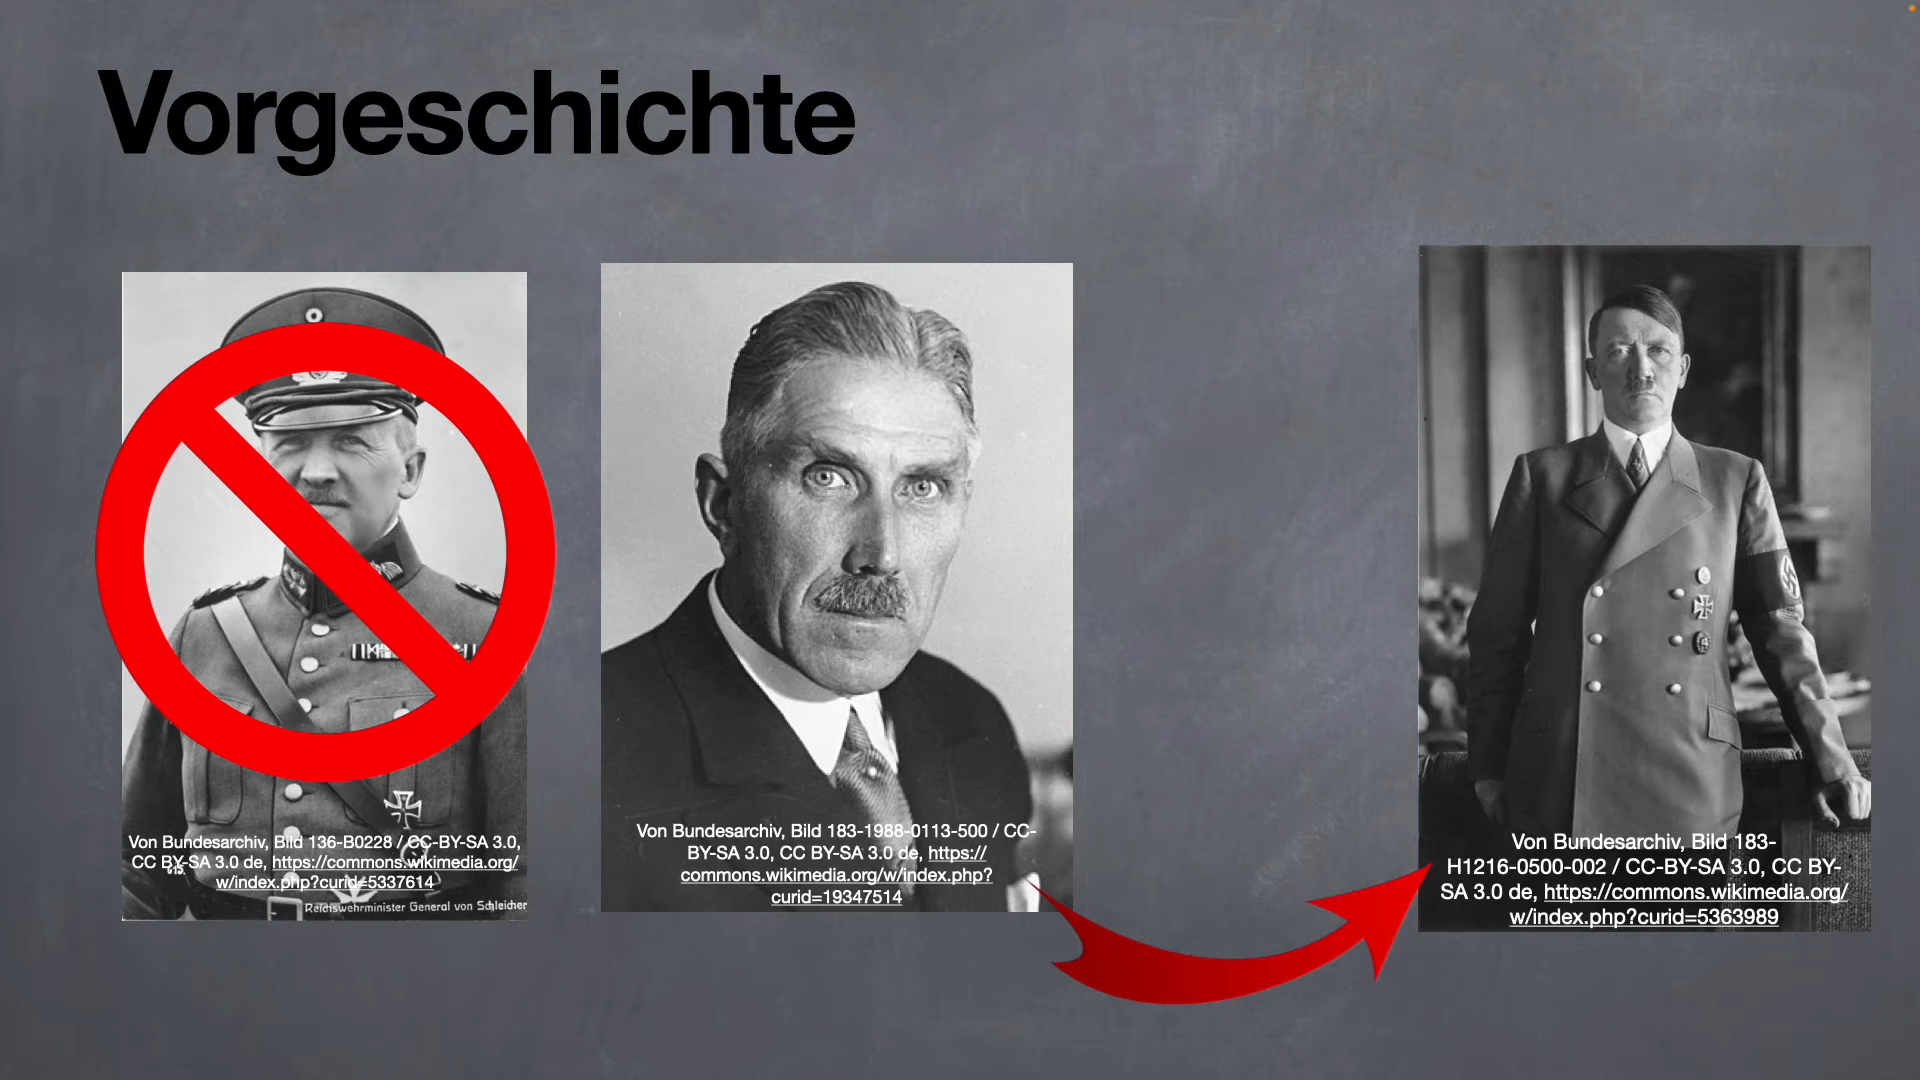 Vorgeschichte
Von Bundesarchiv, Bild 136-B0228 / CC-BY-SA 3.0,
CC BY-SA 3.0 de, https://commons.wikimedia.org/
w/index.php?curid=5337614
Reichswehrminister General von Schleicher
Von Bundesarchiv, Bild 183-1988-0113-500 / CC-
BY-SA 3.0, CC BY-SA 3.0 de, https://
commons.wikimedia.org/w/index.php?
curid=19347514
Von Bundesarchiv, Bild 183-
H1216-0500-002 / CC-BY-SA 3.0, CC BY-
SA 3.0 de, https://commons.wikimedia.org/
w/index.php?curid=5363989